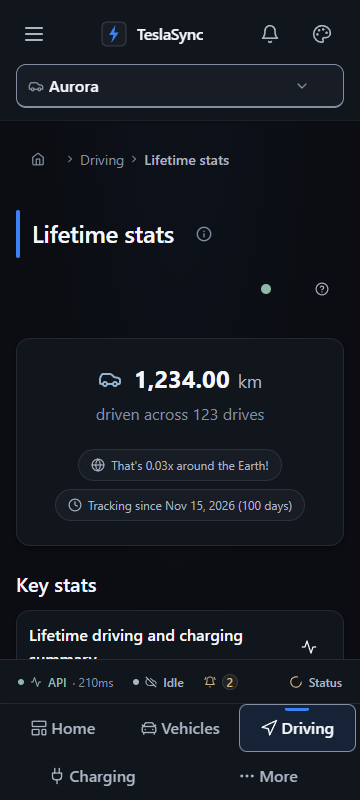 TeslaSync
Aurora
Driving
Lifetime stats
Lifetime stats
1,234.00 km
driven across 123 drives
That's 0.03x around the Earth!
Tracking since Nov 15, 2026 (100 days)
Key stats
Lifetime driving and charging
summary
API · 210ms
Idle
2
Status
Home
Vehicles
Driving
Charging
More